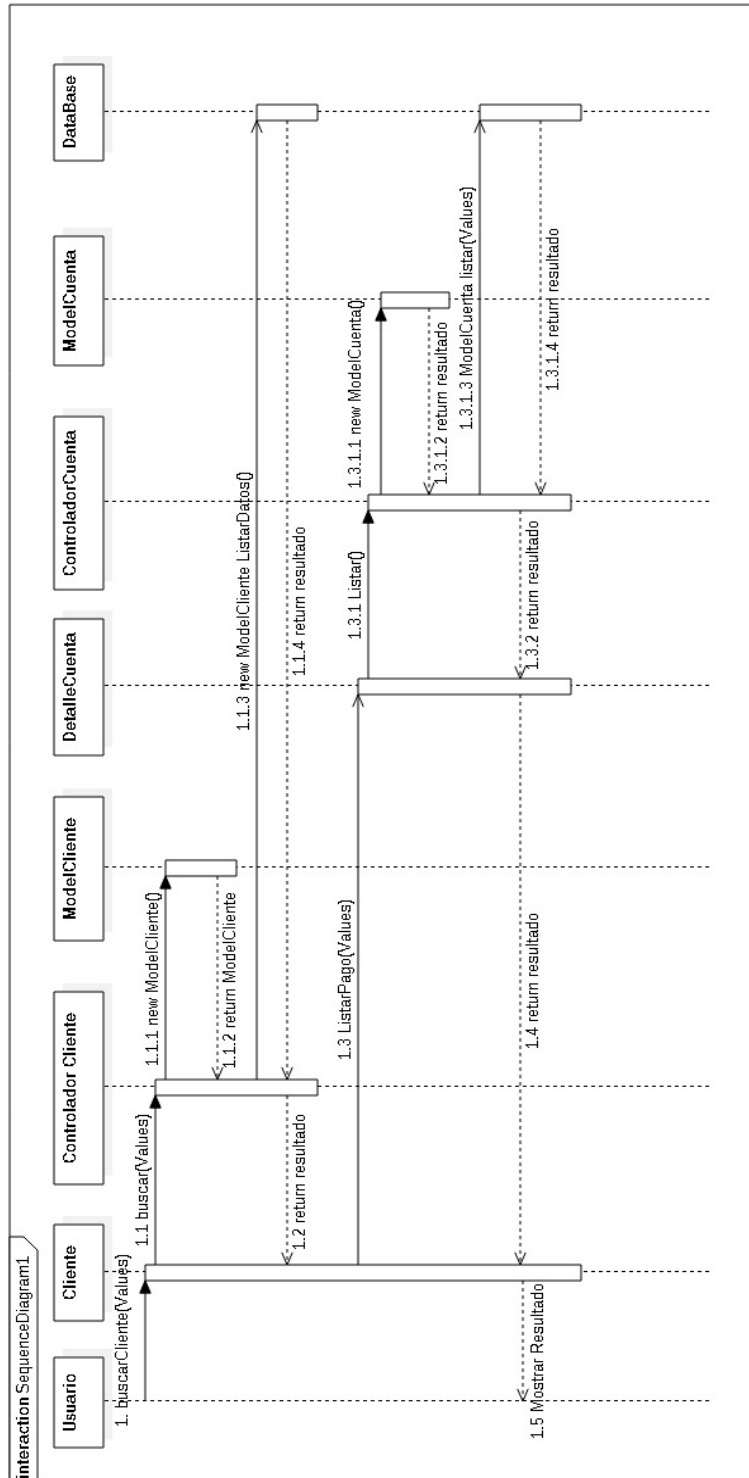 interaction SequenceDiagram1
Usuario
Cliente
Controlador Cliente
ModelCliente
DetalleCuenta
ControladorCuenta
ModelCuenta
DataBase
1. buscarCliente(Values)
1.1 buscar(Values)
1.1.1 new ModelCliente()
1.1.2 return ModelCliente
1.1.3 new ModelCliente ListarDatos()
1.1.4 return resultado
1.2 return resultado
1.3 ListarPago(Values)
1.3.1 Listar()
1.3.1.1 new ModelCuenta()
1.3.1.2 return resultado
1.3.1.3 ModelCuenta listar(Values)
1.3.1.4 return resultado
1.3.2 return resultado
1.4 return resultado
1.5 Mostrar Resultado